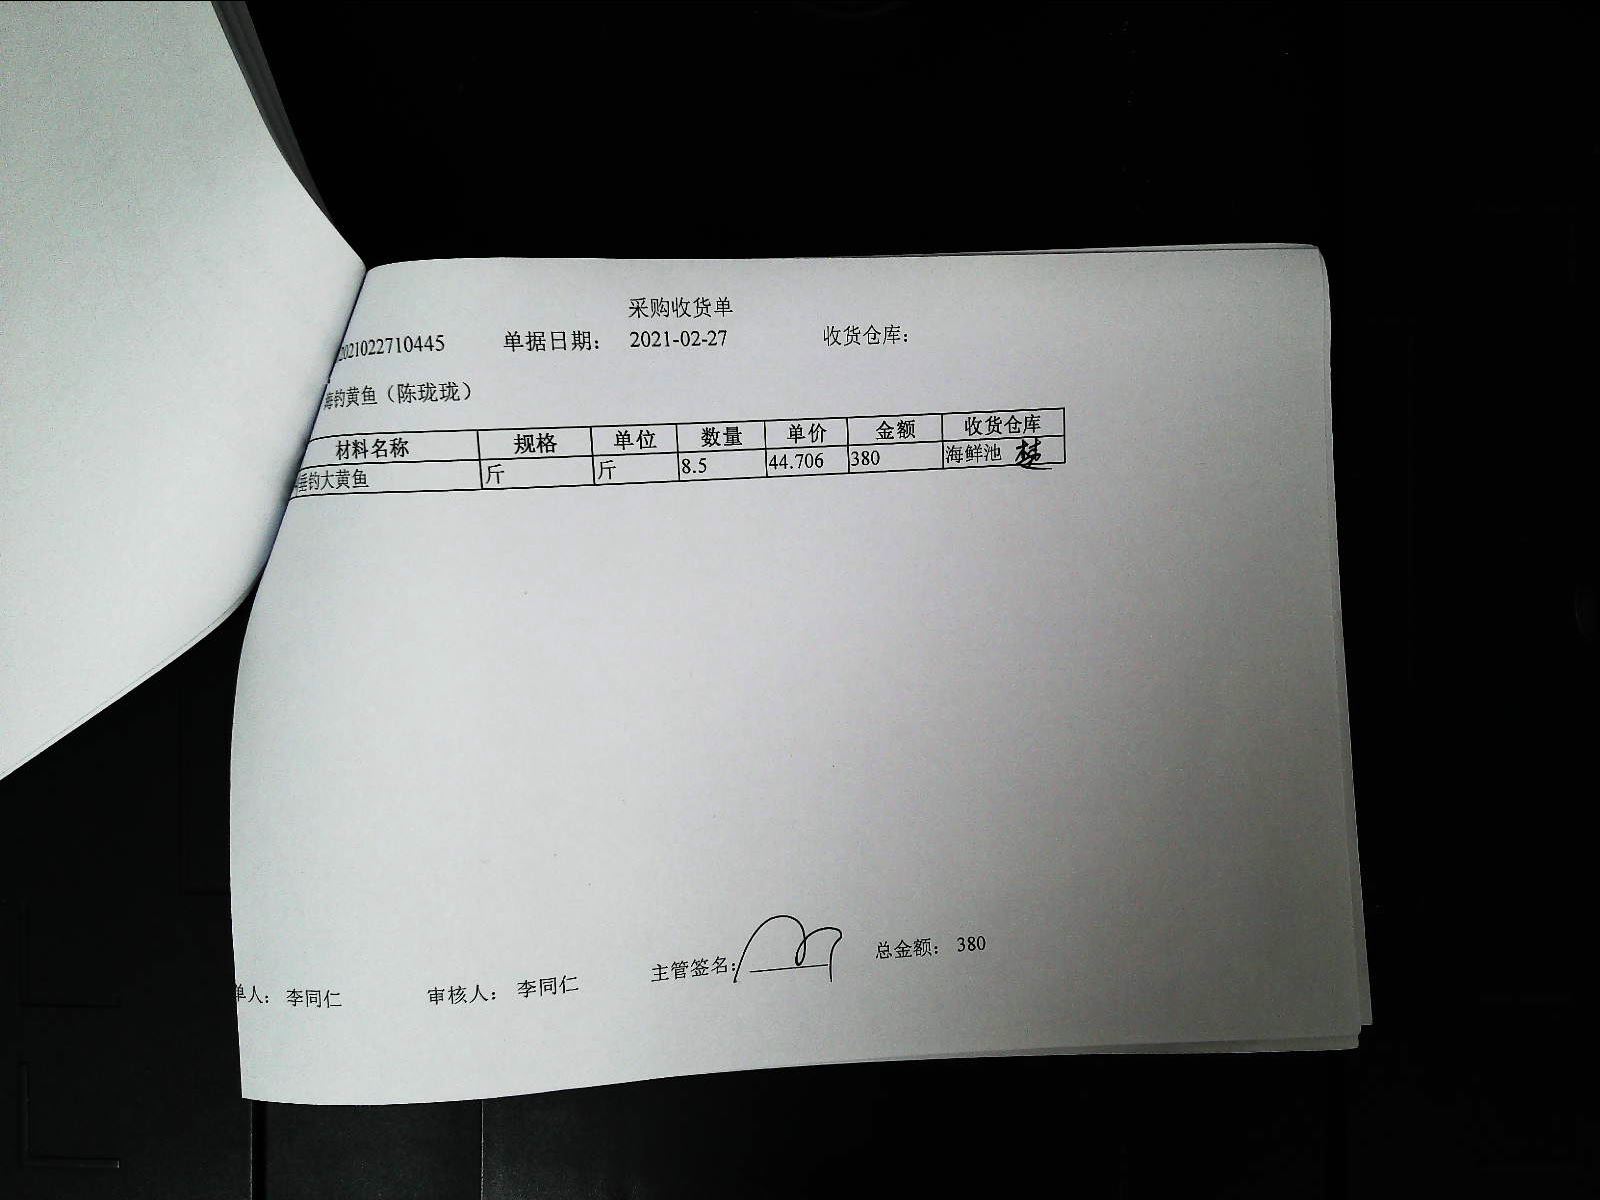 采购收货单
2021022710445 单据日期： 2021-02-27 收货仓库：
海钓黄鱼（陈珑珑）
材料名称 规格 单位 数量 单价 金额 收货仓库
垂钓大黄鱼 斤 斤 8.5 44.706 380 海鲜池
单人： 李同仁 审核人： 李同仁 主管签名： 总金额： 380